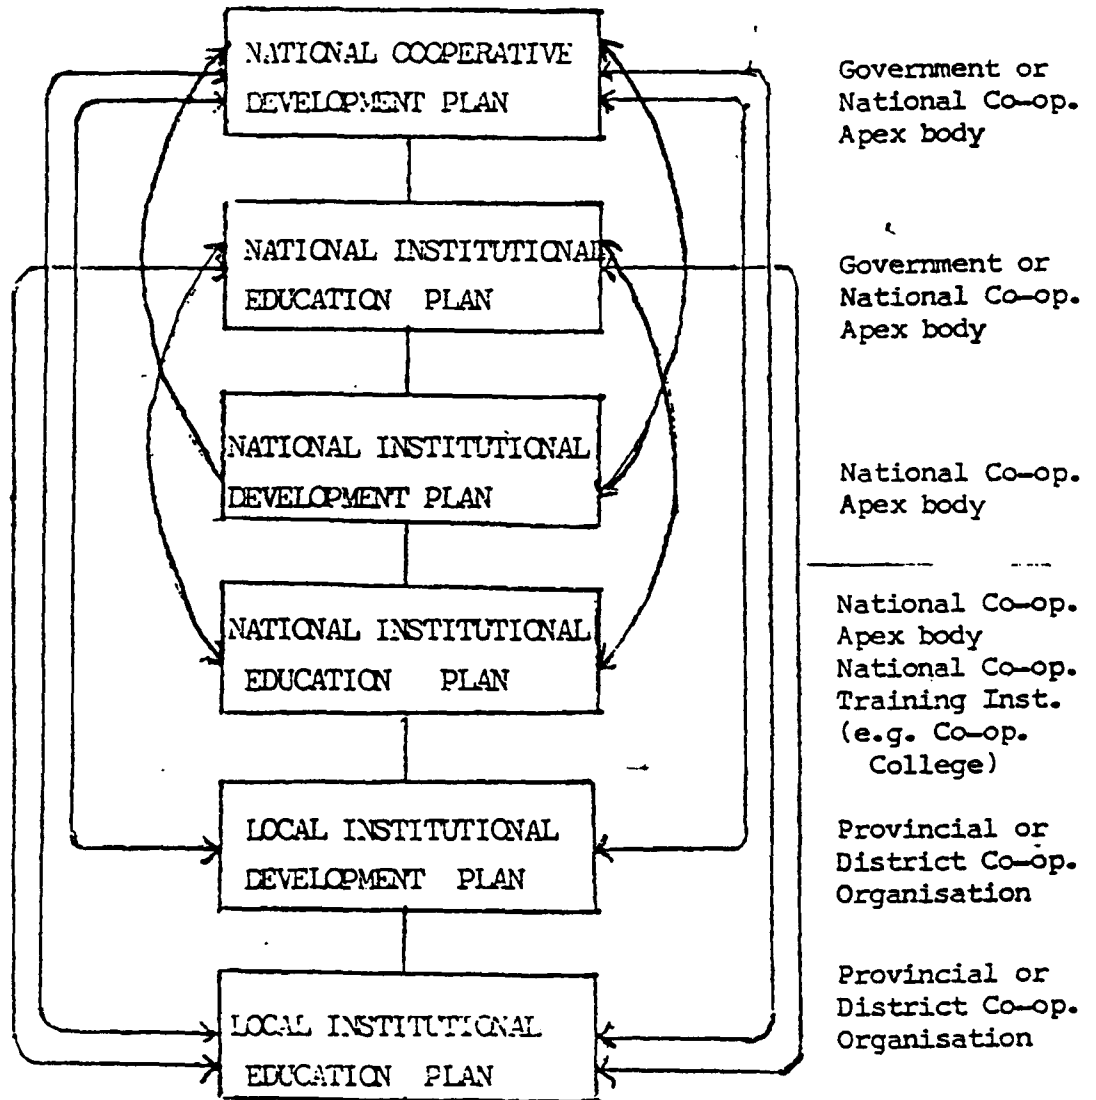 NATIONAL COOPERATIVE
DEVELOPMENT PLAN
Government or
National Co-op.
Apex body
NATIONAL INSTITUTIONAL
EDUCATION PLAN
Government or
National Co-op.
Apex body
NATIONAL INSTITUTIONAL
DEVELOPMENT PLAN
National Co-op.
Apex body
NATIONAL INSTITUTIONAL
EDUCATION PLAN
National Co-op.
Apex body
National Co-op.
Training Inst.
(e.g. Co-op.
College)
LOCAL INSTITUTIONAL
DEVELOPMENT PLAN
Provincial or
District Co-op.
Organisation
LOCAL INSTITUTIONAL
EDUCATION PLAN
Provincial or
District Co-op.
Organisation